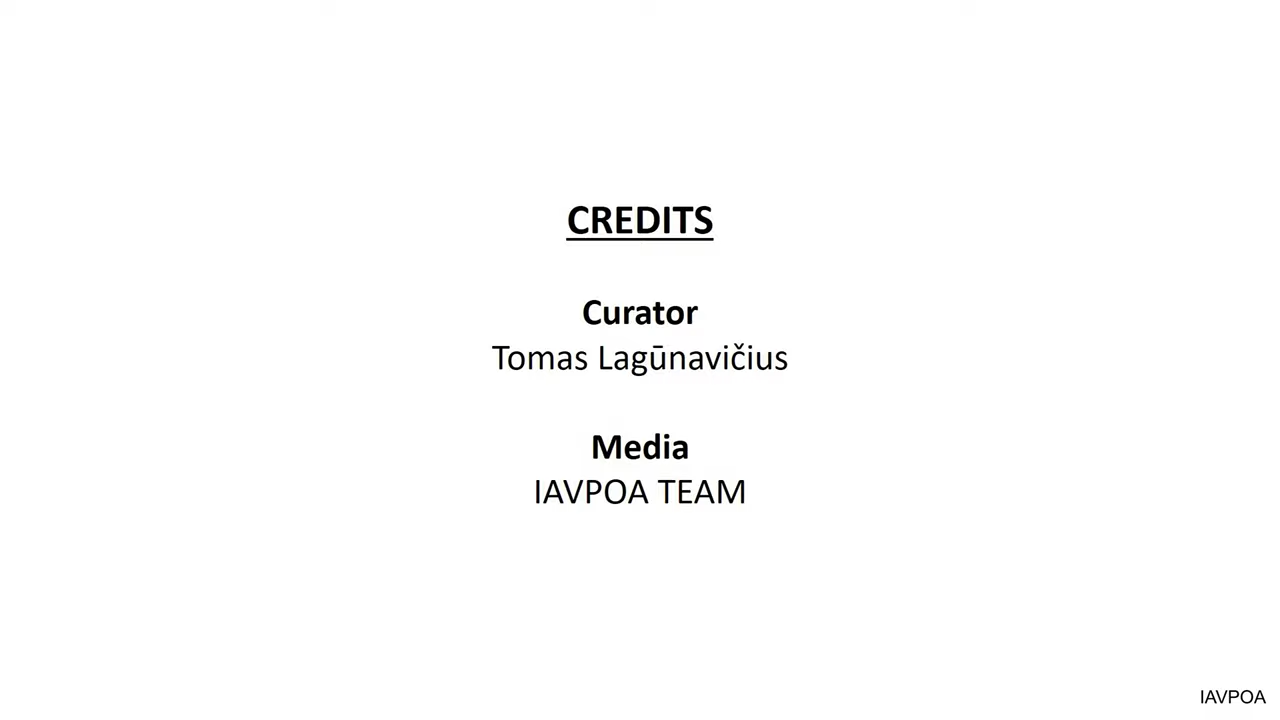 CREDITS
Curator
Tomas Lagūnavičius
Media
IAVPOA TEAM
IAVPOA